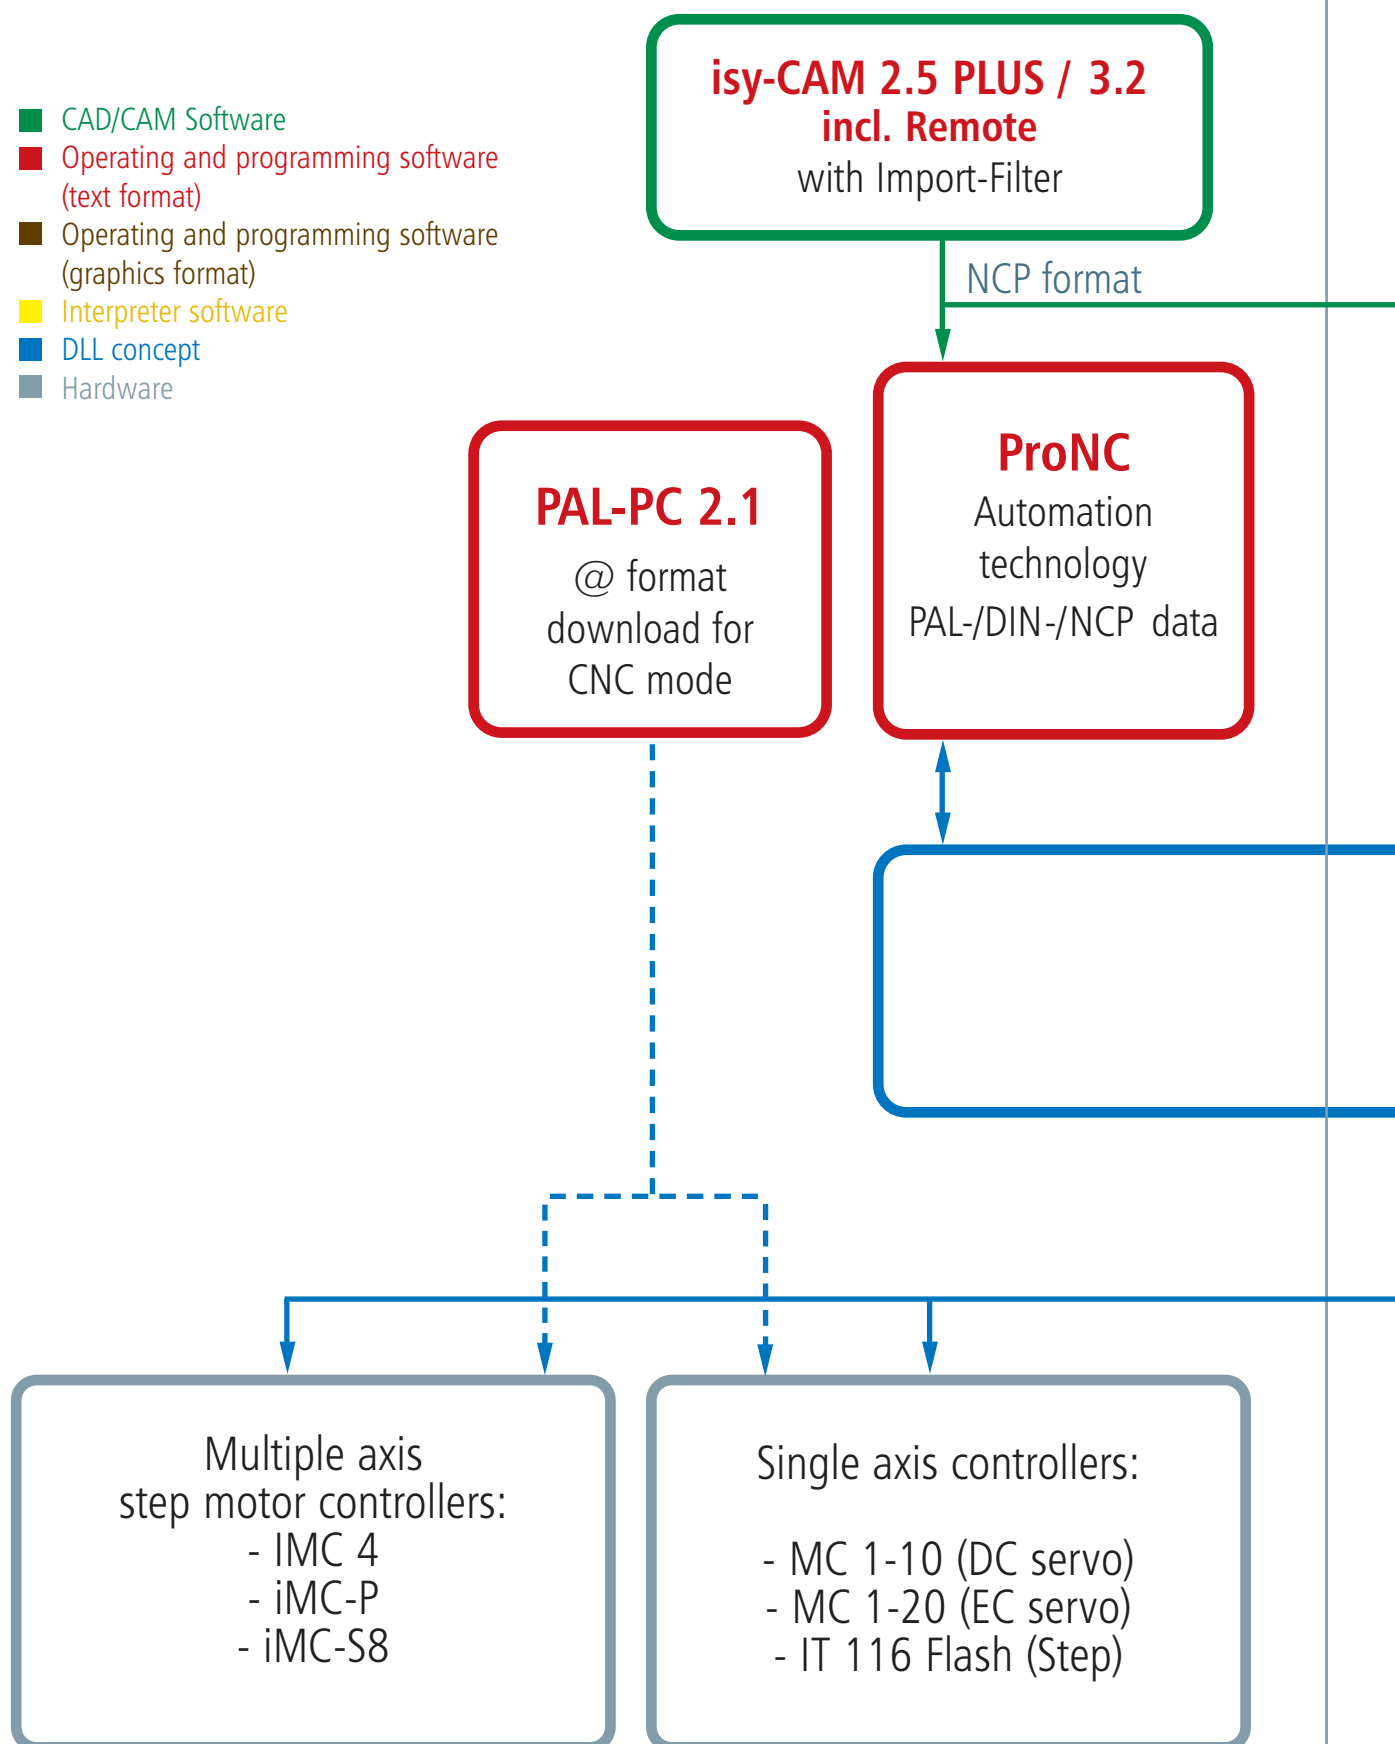 isy-CAM 2.5 PLUS / 3.2
incl. Remote
with Import-Filter
CAD/CAM Software
Operating and programming software
(text format)
Operating and programming software
(graphics format)
Interpreter software
DLL concept
Hardware
NCP format
ProNC
Automation
technology
PAL-/DIN-/NCP data
PAL-PC 2.1
@ format
download for
CNC mode
Multiple axis
step motor controllers:
- IMC 4
- iMC-P
- iMC-S8
Single axis controllers:
- MC 1-10 (DC servo)
- MC 1-20 (EC servo)
- IT 116 Flash (Step)